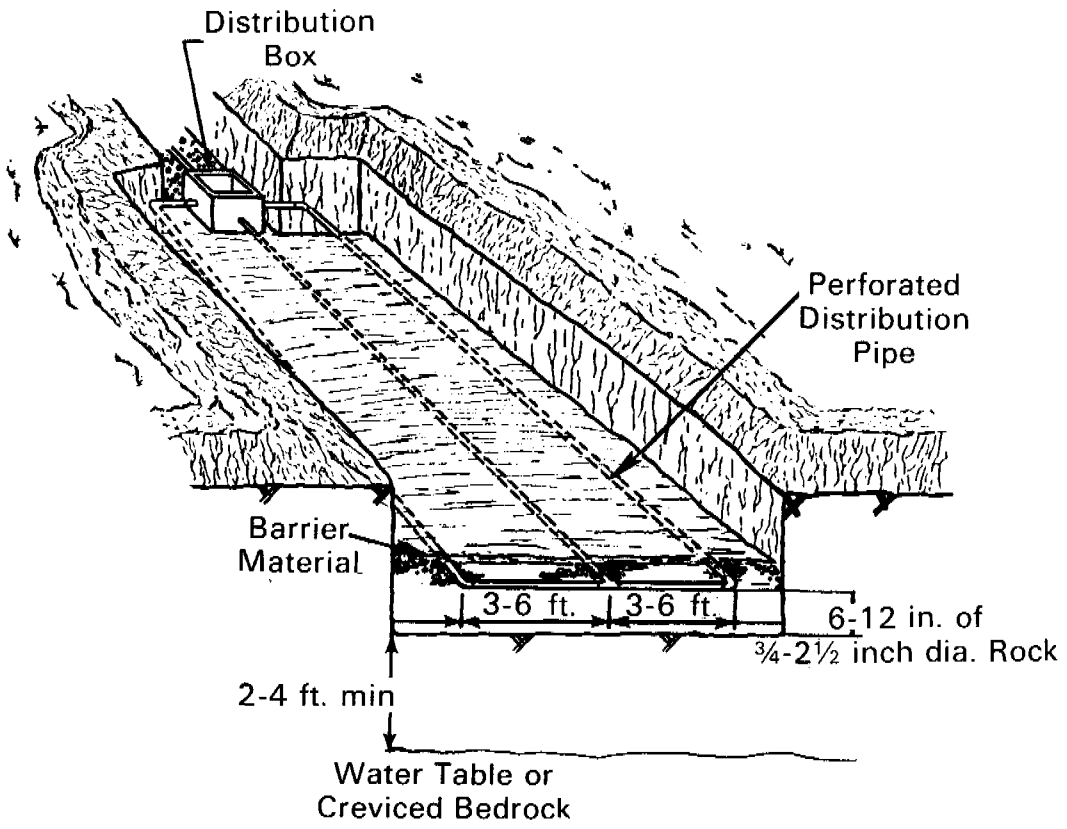 Distribution
Box
Perforated
Distribution
Pipe
Barrier
Material
3-6 ft.
3-6 ft.
6-12 in. of
¾-2½ inch dia. Rock
2-4 ft. min
Water Table or
Creviced Bedrock